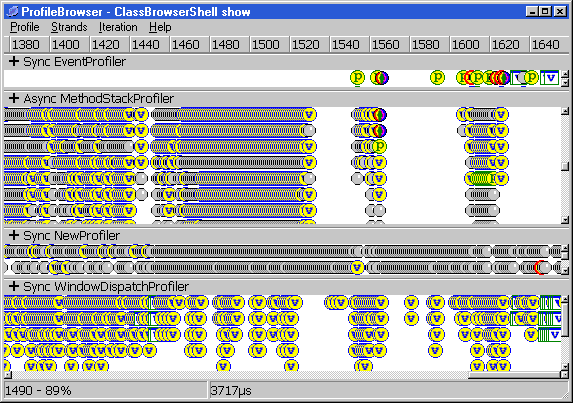 ProfileBrowser - ClassBrowserShell show
Profile Strands Iteration Help
1380 1400 1420 1440 1460 1480 1500 1520 1540 1560 1580 1600 1620 1640
+ Sync EventProfiler
+ Async MethodStackProfiler
+ Sync NewProfiler
+ Sync WindowDispatchProfiler
1490 - 89% 3717µs